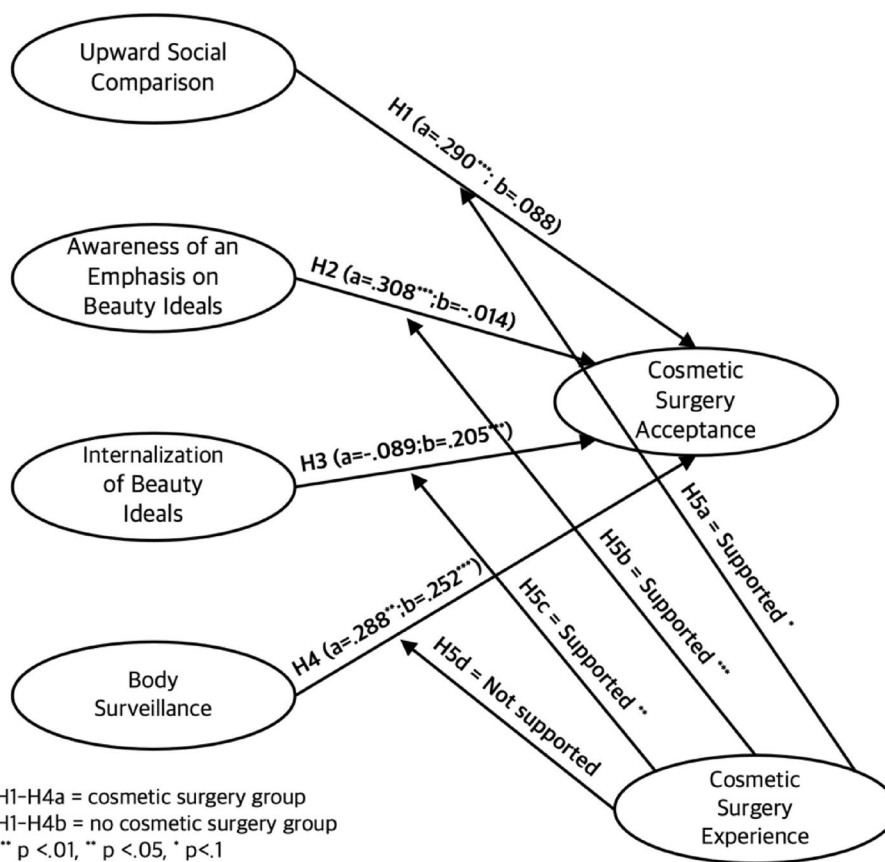 Upward Social
Comparison
H1 (a=.290***; b=.088)
Awareness of an
Emphasis on
Beauty Ideals
H2 (a=.308***;b=-.014)
Cosmetic
Surgery
Acceptance
Internalization
of Beauty
Ideals
H3 (a=-.089;b=.205***)
H5a = Supported *
H5b = Supported ***
H5c = Supported **
H4 (a=.288**;b=.252***)
H5d = Not supported
Body
Surveillance
Cosmetic
Surgery
Experience
H1-H4a = cosmetic surgery group
H1-H4b = no cosmetic surgery group
** p <.01, ** p <.05, * p<.1